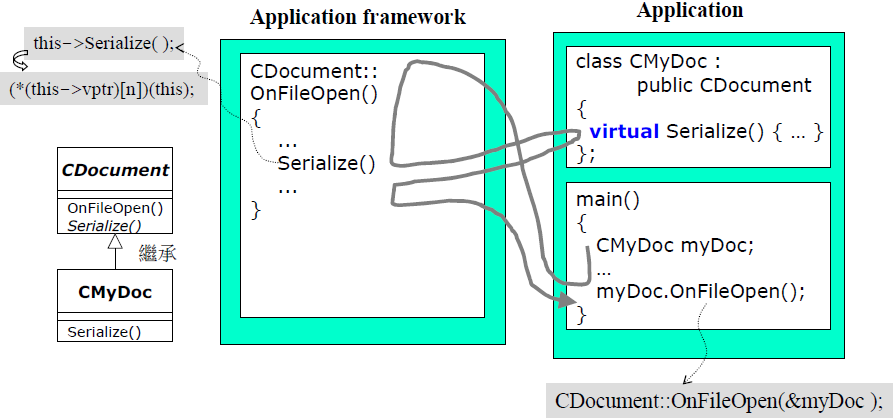 Application framework
Application
this->Serialize( );
(*(this->vptr)[n])(this);
CDocument
OnFileOpen()
Serialize()
繼承
CMyDoc
Serialize()
CDocument::
OnFileOpen()
{
...
Serialize()
...
}
class CMyDoc :
public CDocument
{
virtual Serialize() { ... }
};
main()
{
CMyDoc myDoc;
...
myDoc.OnFileOpen();
}
CDocument::OnFileOpen(&myDoc );